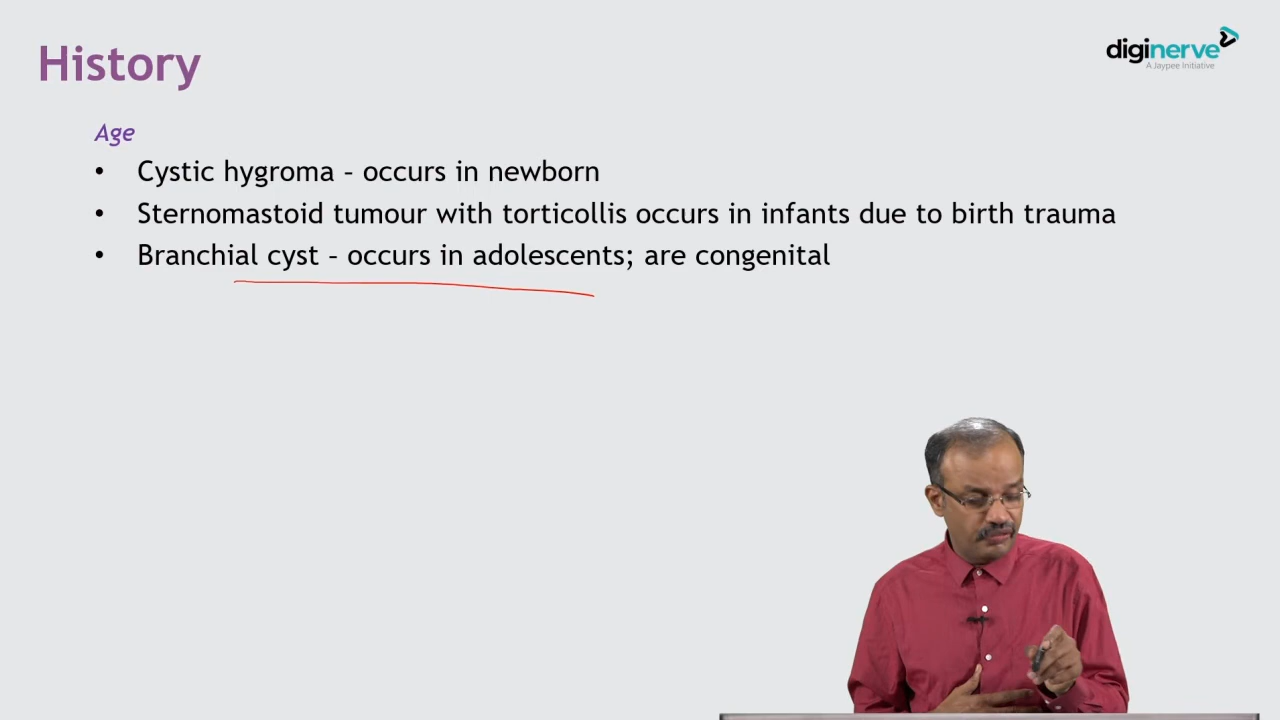 History
diginerve
A Jaypee Initiative
Age
• Cystic hygroma – occurs in newborn
• Sternomastoid tumour with torticollis occurs in infants due to birth trauma
• Branchial cyst – occurs in adolescents; are congenital